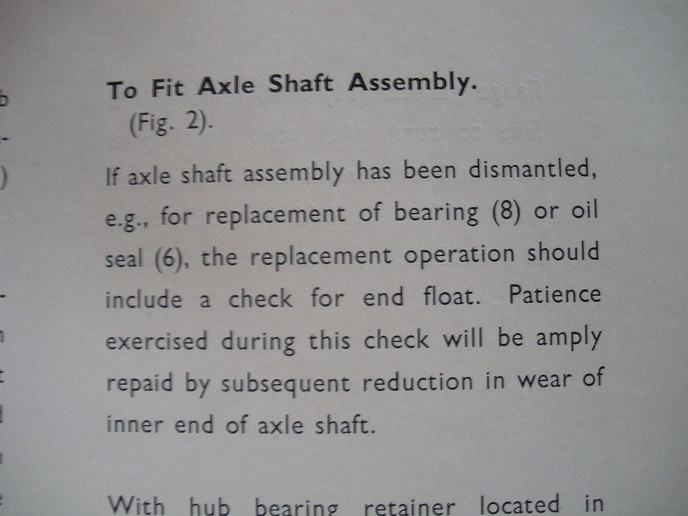 To Fit Axle Shaft Assembly.
(Fig. 2).
If axle shaft assembly has been dismantled,
e.g., for replacement of bearing (8) or oil
seal (6), the replacement operation should
include a check for end float. Patience
exercised during this check will be amply
repaid by subsequent reduction in wear of
inner end of axle shaft.
With hub bearing retainer located in